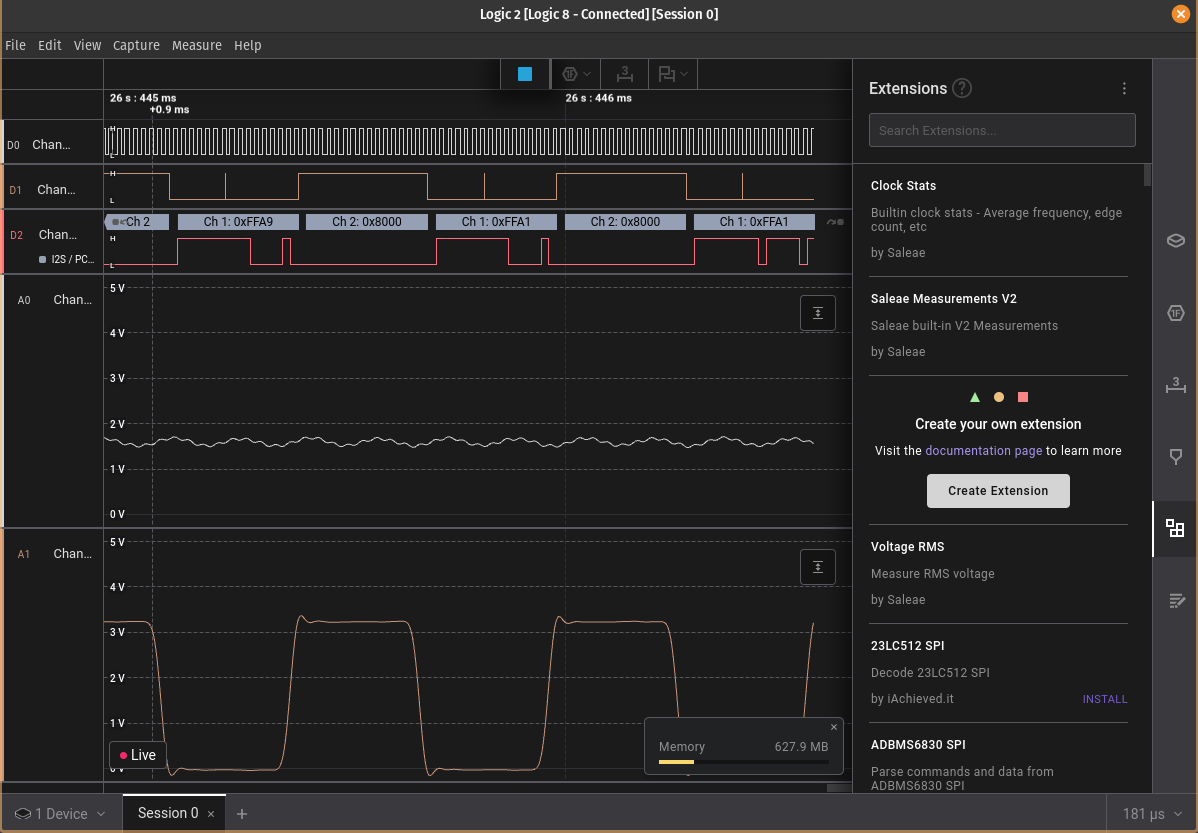 Logic 2 [Logic 8 - Connected] [Session 0]
File Edit View Capture Measure Help
26 s : 445 ms
+0.9 ms
26 s : 446 ms
D0 Chan...
H
L
D1 Chan...
H
L
D2 Chan...
I2S / PC...
Ch 2
Ch 1: 0xFFA9
Ch 2: 0x8000
Ch 1: 0xFFA1
Ch 2: 0x8000
Ch 1: 0xFFA1
H
L
A0 Chan...
5 V
4 V
3 V
2 V
1 V
0 V
A1 Chan...
5 V
4 V
3 V
2 V
1 V
0 V
Live
Memory 627.9 MB
Extensions
Search Extensions...
Clock Stats
Builtin clock stats - Average frequency, edge
count, etc
by Saleae
Saleae Measurements V2
Saleae built-in V2 Measurements
by Saleae
Create your own extension
Visit the documentation page to learn more
Create Extension
Voltage RMS
Measure RMS voltage
by Saleae
23LC512 SPI
Decode 23LC512 SPI
by iAchieved.it INSTALL
ADBMS6830 SPI
Parse commands and data from
ADBMS6830 SPI
1 Device
Session 0
181 µs